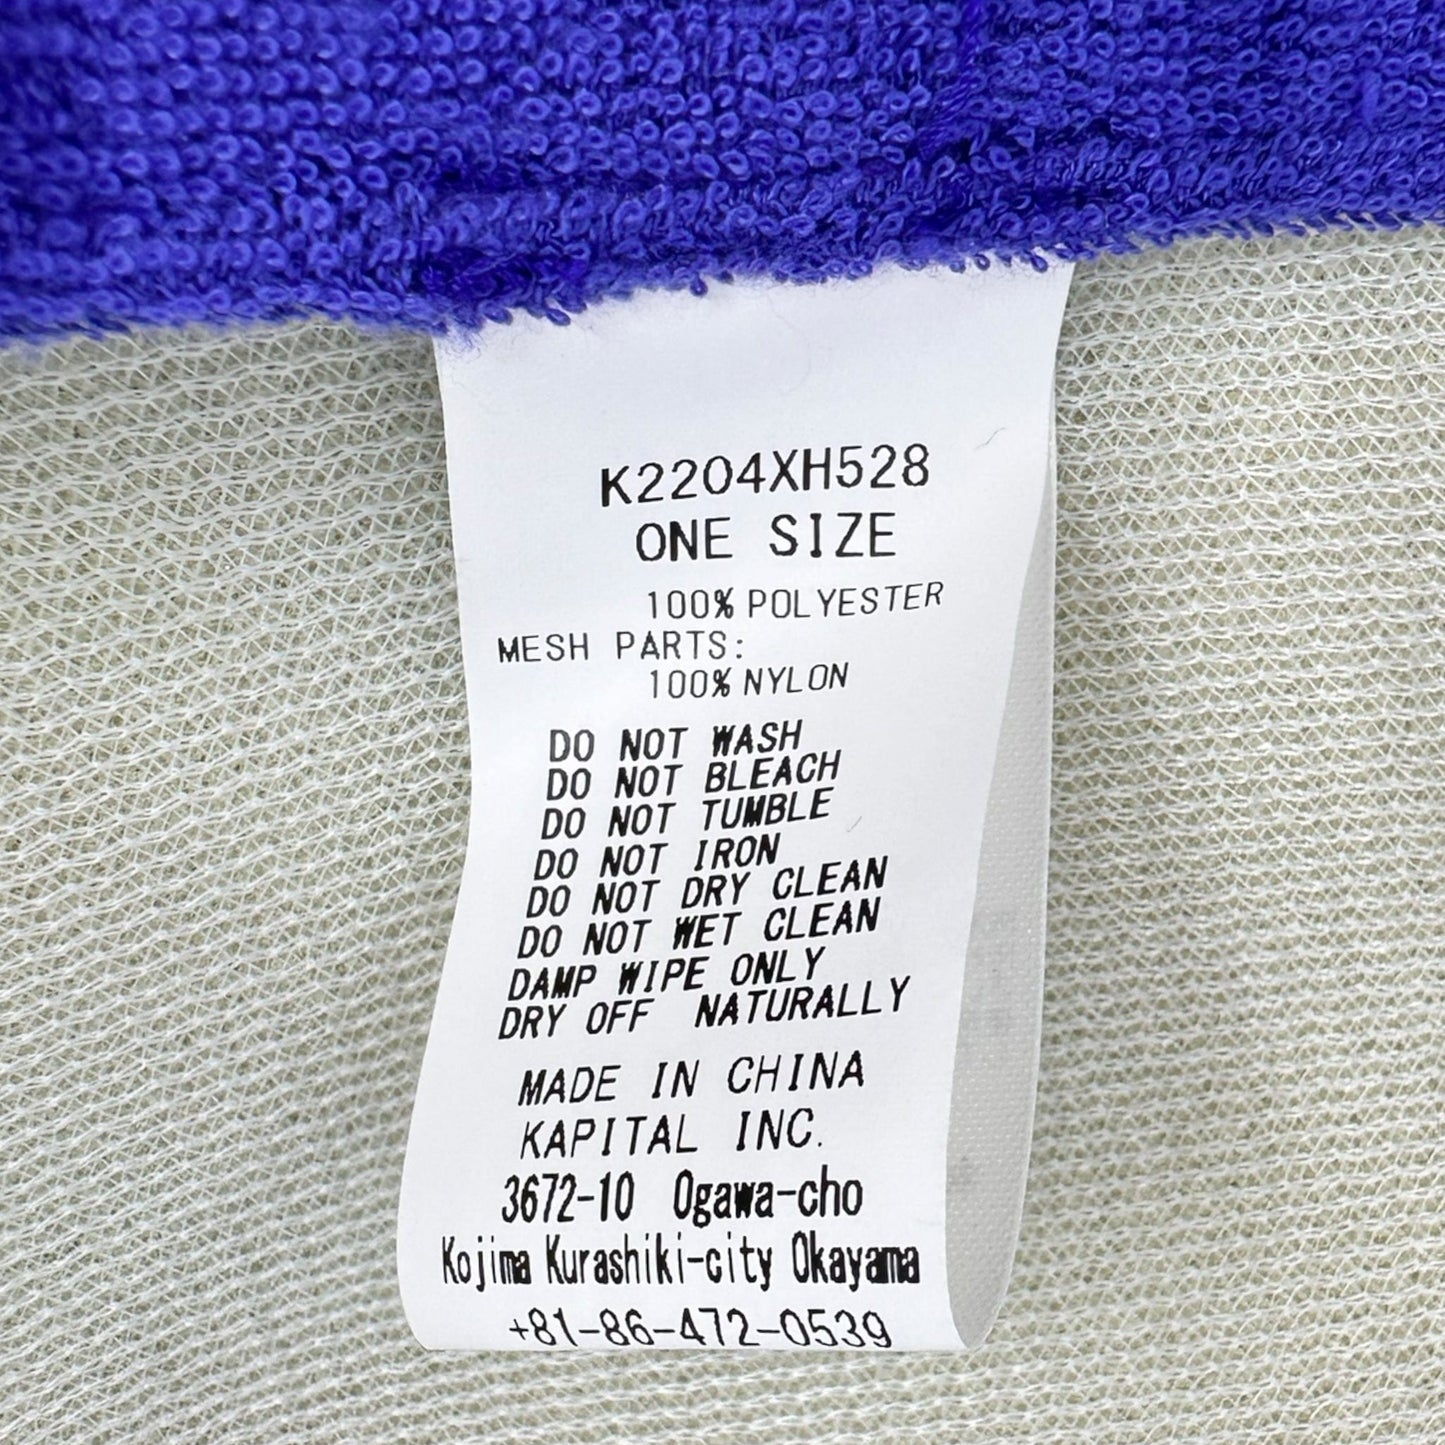 K2204XH528
ONE SIZE
100% POLYESTER
MESH PARTS:
100% NYLON
DO NOT WASH
DO NOT BLEACH
DO NOT TUMBLE
DO NOT IRON
DO NOT DRY CLEAN
DO NOT WET CLEAN
DAMP WIPE ONLY
DRY OFF NATURALLY
MADE IN CHINA
KAPITAL INC.
3672-10 Ogawa-cho
Kojima Kurashiki-city Okayama
+81-86-472-0539